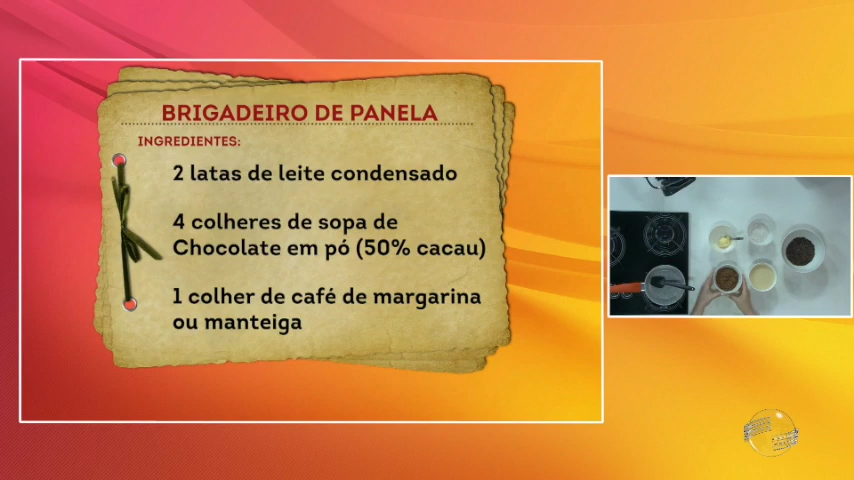 BRIGADEIRO DE PANELA
INGREDIENTES:
2 latas de leite condensado
4 colheres de sopa de
Chocolate em pó (50% cacau)
1 colher de café de margarina
ou manteiga